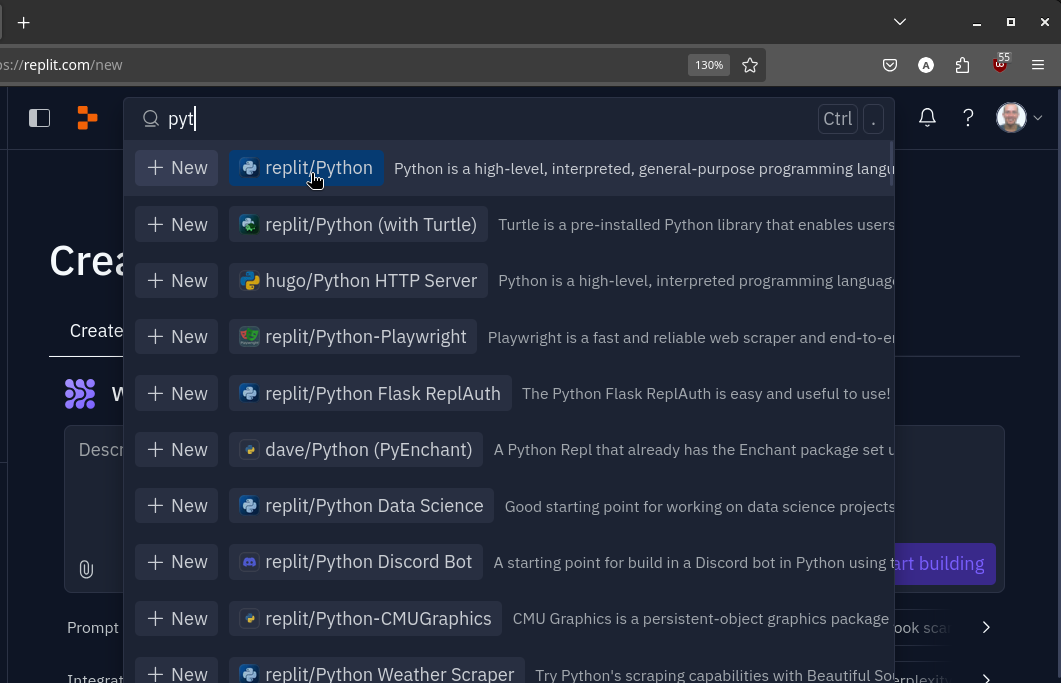 ps://replit.com/new
130%
55
pyt
Ctrl
.
?
New replit/Python Python is a high-level, interpreted, general-purpose programming langu
New replit/Python (with Turtle) Turtle is a pre-installed Python library that enables users
New hugo/Python HTTP Server Python is a high-level, interpreted programming language
New replit/Python-Playwright Playwright is a fast and reliable web scraper and end-to-e
New replit/Python Flask ReplAuth The Python Flask ReplAuth is easy and useful to use!
New dave/Python (PyEnchant) A Python Repl that already has the Enchant package set u
New replit/Python Data Science Good starting point for working on data science projects
New replit/Python Discord Bot A starting point for build in a Discord bot in Python using t
New replit/Python-CMUGraphics CMU Graphics is a persistent-object graphics package
New replit/Python Weather Scraper Try Python's scraping capabilities with Beautiful So
Crea
Create
W
Descr
art building
Prompt
ook sca
Integrat
erplexit